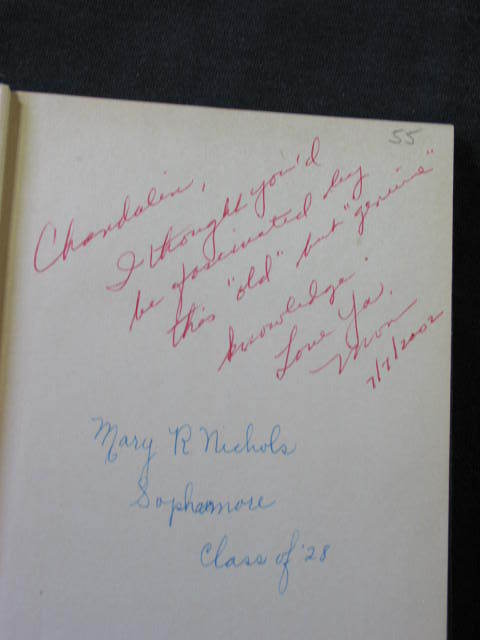 55
Chandalin,
I thought you'd
be fascinated by
this "old" but "genuine"
knowledge.
Love Ya,
Mom
7/7/2002
Mary R Nichols
Sophomore
Class of '28